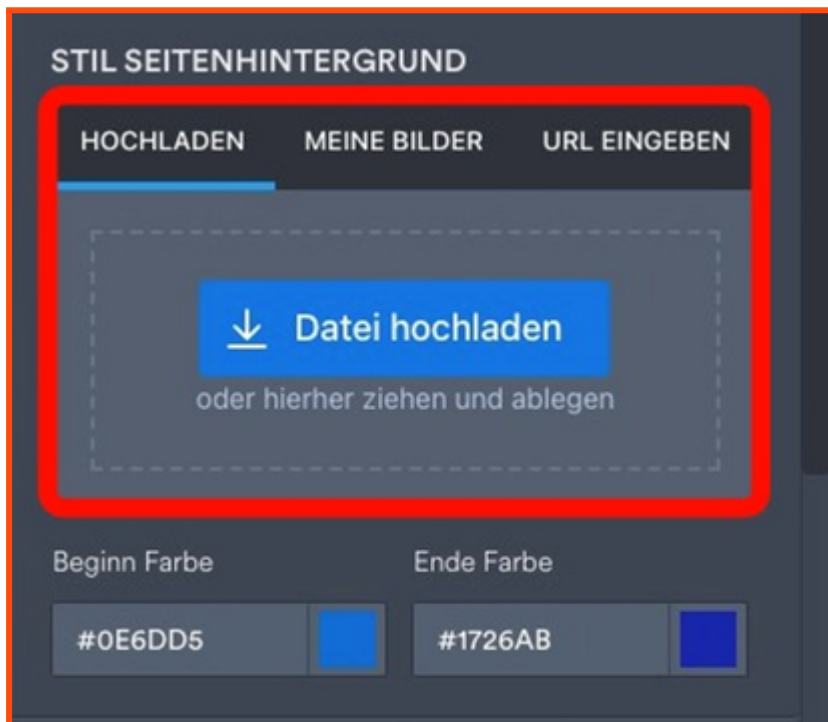 STIL SEITENHINTERGRUND
HOCHLADEN MEINE BILDER URL EINGEBEN
Datei hochladen
oder hierher ziehen und ablegen
Beginn Farbe Ende Farbe
#0E6DD5 #1726AB